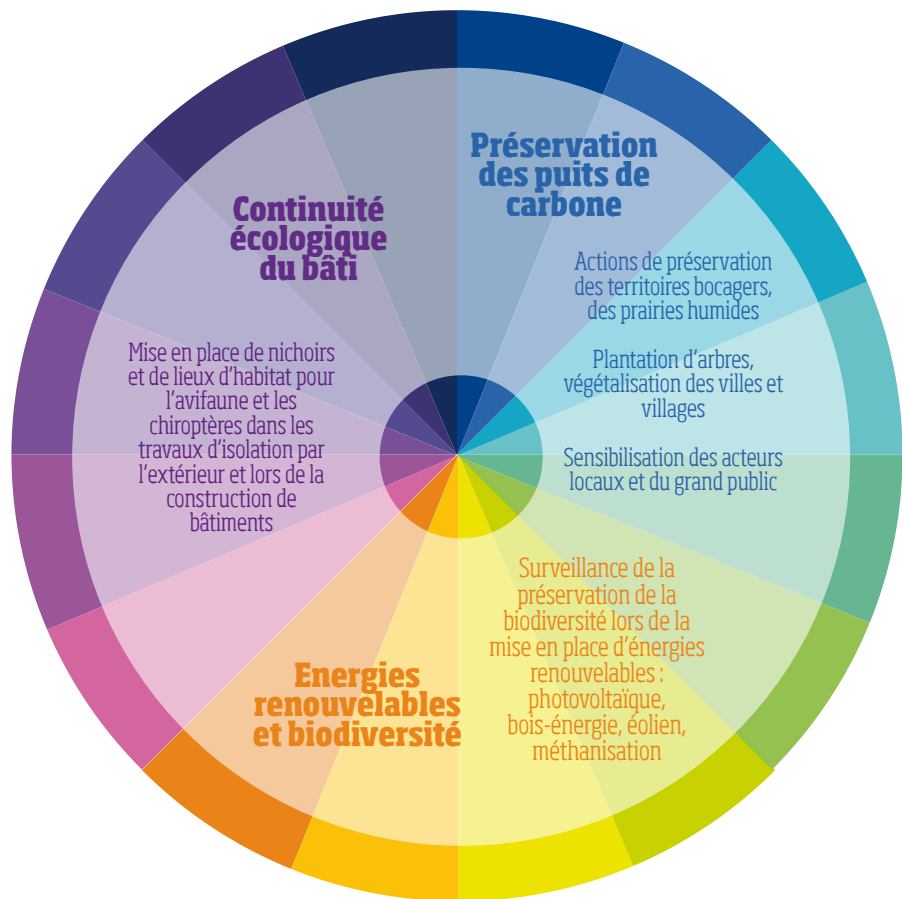 Préservation
des puits de
carbone
Actions de préservation
des territoires bocagers,
des prairies humides
Plantation d’arbres,
végétalisation des villes et
villages
Sensibilisation des acteurs
locaux et du grand public
Continuité
écologique
du bâti
Mise en place de nichoirs
et de lieux d’habitat pour
l’avifaune et les
chiroptères dans les
travaux d’isolation par
l’extérieur et lors de la
construction de
bâtiments
Energies
renouvelables
et biodiversité
Surveillance de la
préservation de la
biodiversité lors de la
mise en place d’énergies
renouvelables :
photovoltaïque,
bois-énergie, éolien,
méthanisation